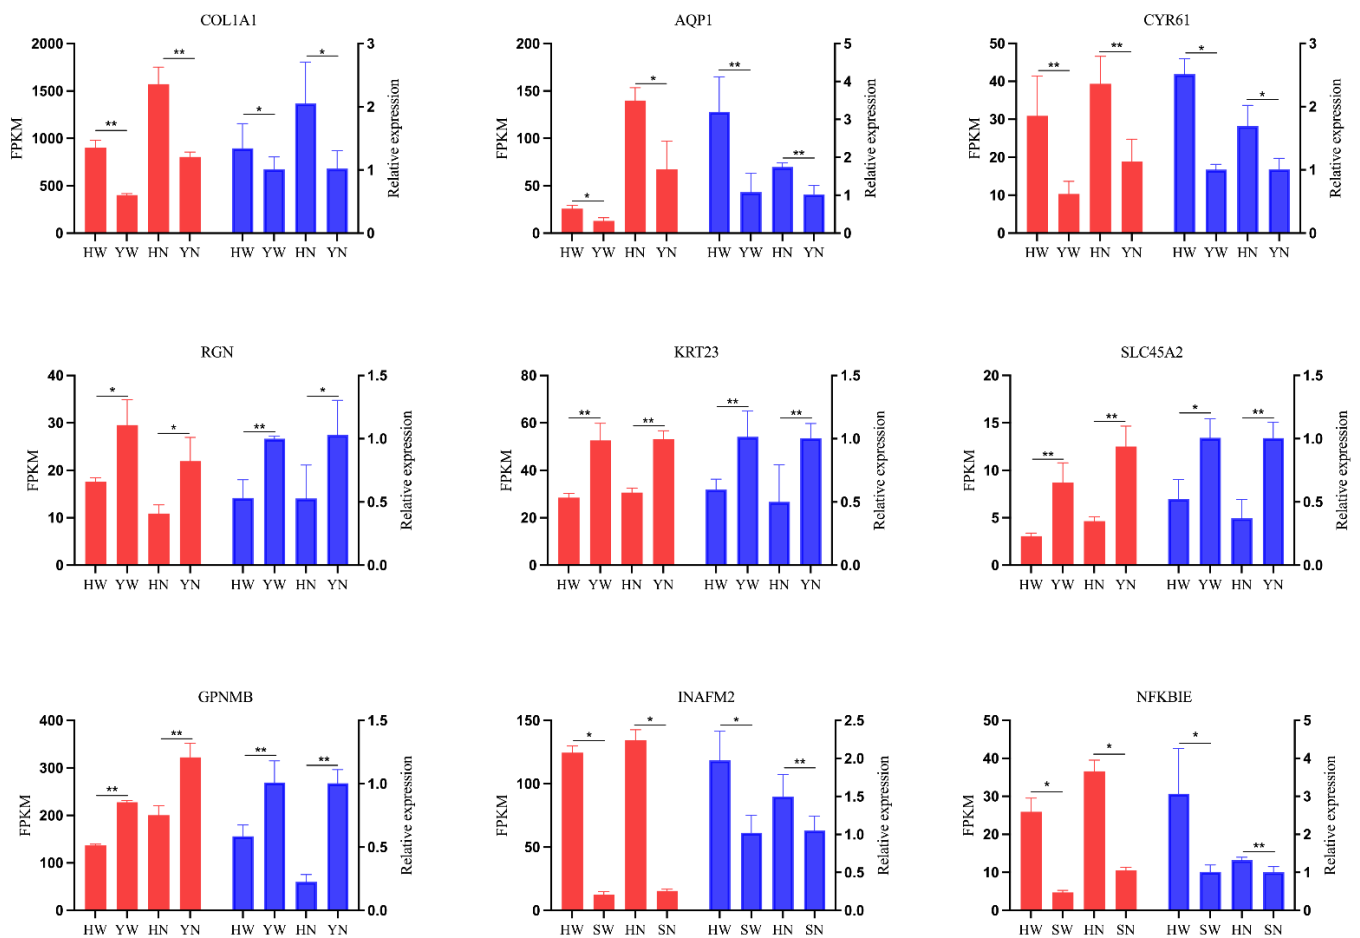 COL1A1
2000
1500
1000
500
0
FPKM
** ** * *
3
2
1
0
Relative expression
HW YW HN YN HW YW HN YN
AQP1
200
150
100
50
0
FPKM
* * ** **
5
4
3
2
1
0
Relative expression
HW YW HN YN HW YW HN YN
CYR61
50
40
30
20
10
0
FPKM
** ** * *
3
2
1
0
Relative expression
HW YW HN YN HW YW HN YN
RGN
40
30
20
10
0
FPKM
* * ** *
1.5
1.0
0.5
0.0
Relative expression
HW YW HN YN HW YW HN YN
KRT23
80
60
40
20
0
FPKM
** ** ** **
1.5
1.0
0.5
0.0
Relative expression
HW YW HN YN HW YW HN YN
SLC45A2
20
15
10
5
0
FPKM
** ** * **
1.5
1.0
0.5
0.0
Relative expression
HW YW HN YN HW YW HN YN
GPNMB
400
300
200
100
0
FPKM
** ** ** **
1.5
1.0
0.5
0.0
Relative expression
HW YW HN YN HW YW HN YN
INAFM2
150
100
50
0
FPKM
* * * **
2.5
2.0
1.5
1.0
0.5
0.0
Relative expression
HW SW HN SN HW SW HN SN
NFKBIE
50
40
30
20
10
0
FPKM
* * * **
5
4
3
2
1
0
Relative expression
HW SW HN SN HW SW HN SN